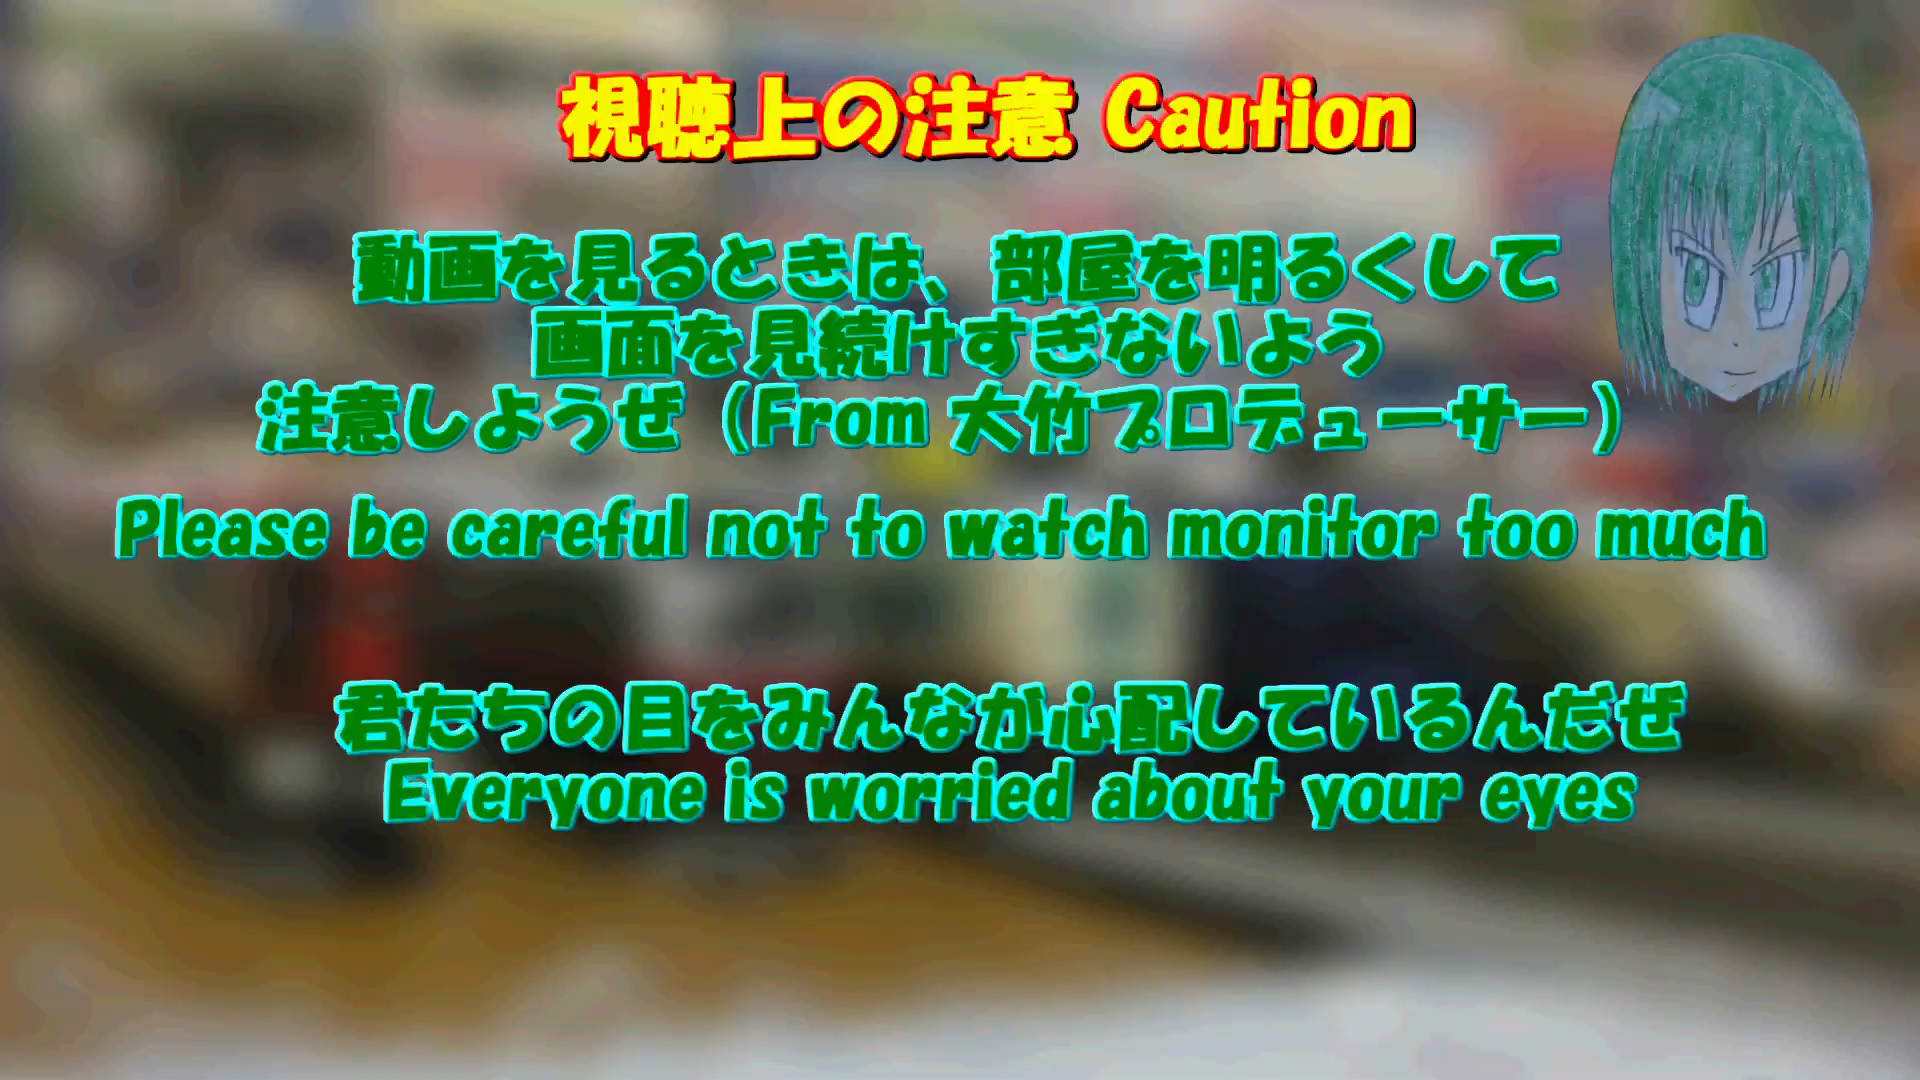 視聴上の注意 Caution
動画を見るときは、部屋を明るくして
画面を見続けすぎないよう
注意しようぜ（From 大竹プロデューサー）
Please be careful not to watch monitor too much
君たちの目をみんなが心配しているんだぜ
Everyone is worried about your eyes